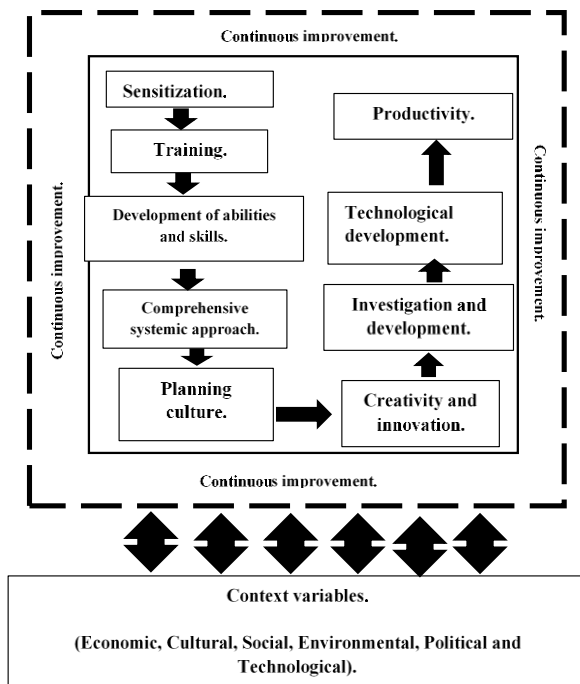 Continuous improvement.
Sensitization.
Training.
Development of abilities
and skills.
Comprehensive
systemic approach.
Planning
culture.
Creativity and
innovation.
Investigation and
development.
Technological
development.
Productivity.
Continuous improvement.
Continuous improvement.
Continuous improvement.
Context variables.
(Economic, Cultural, Social, Environmental, Political and
Technological).